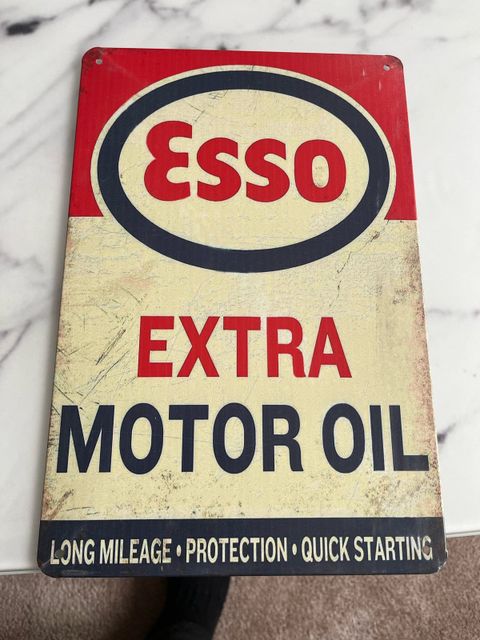 Esso
EXTRA
MOTOR OIL
LONG MILEAGE • PROTECTION • QUICK STARTING